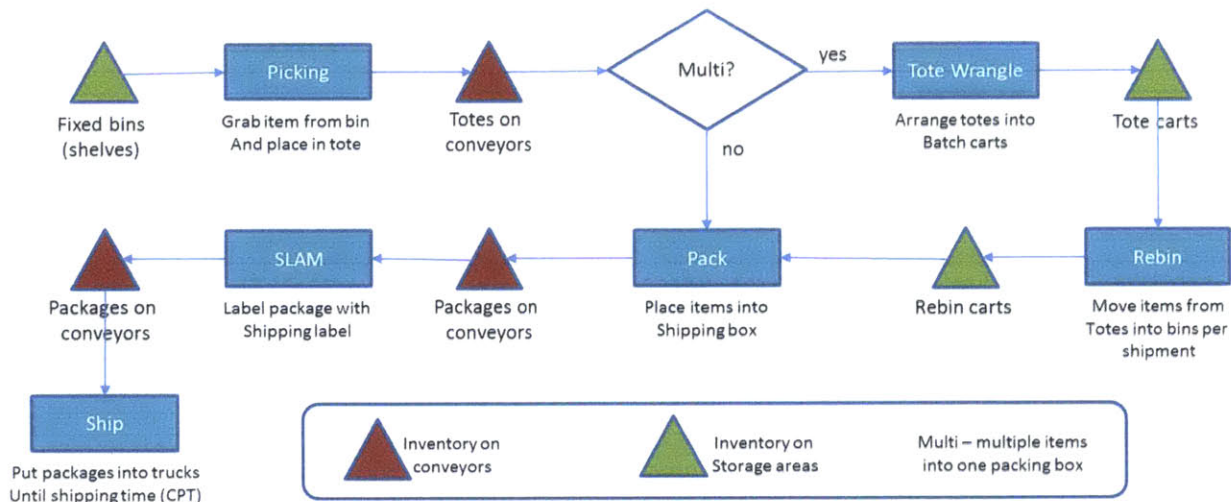 Picking
Multi?
yes
Tote Wrangle
Fixed bins
(shelves)
Grab item from bin
And place in tote
Totes on
conveyors
no
Arrange totes into
Batch carts
Tote carts
SLAM
Pack
Rebin
Packages on
conveyors
Label package with
Shipping label
Packages on
conveyors
Place items into
Shipping box
Rebin carts
Move items from
Totes into bins per
shipment
Ship
Put packages into trucks
Until shipping time (CPT)
Inventory on
conveyors
Inventory on
Storage areas
Multi – multiple items
into one packing box